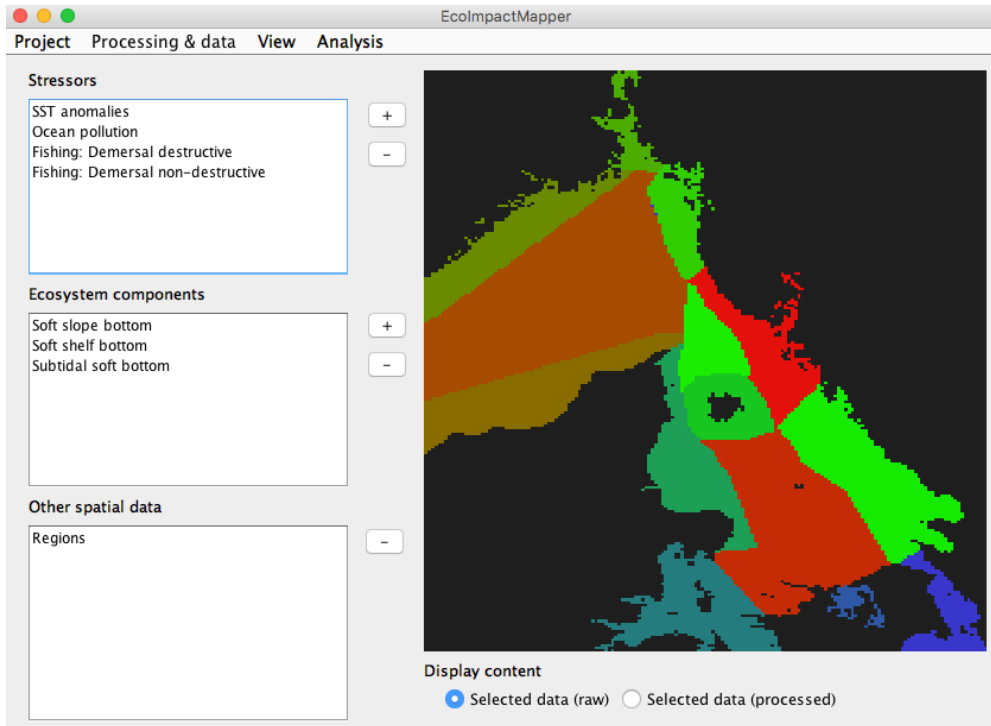 EcoImpactMapper
Project Processing & data View Analysis
Stressors
SST anomalies
Ocean pollution
Fishing: Demersal destructive
Fishing: Demersal non-destructive
+
-
Ecosystem components
Soft slope bottom
Soft shelf bottom
Subtidal soft bottom
+
-
Other spatial data
Regions
-
Display content
Selected data (raw) Selected data (processed)